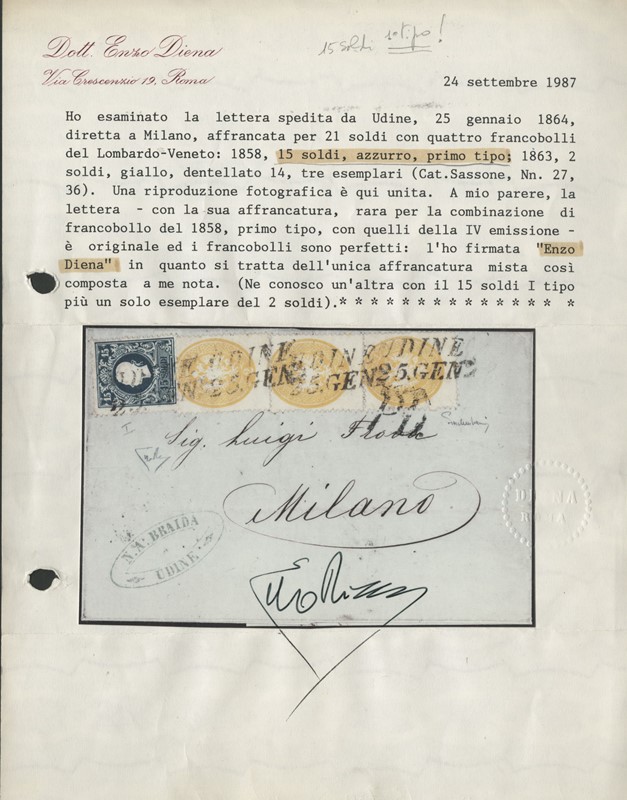 15 Soldi 1º tipo!
Dott. Enzo Diena
Via Crescenzio 19, Roma
24 settembre 1987
Ho esaminato la lettera spedita da Udine, 25 gennaio 1864,
diretta a Milano, affrancata per 21 soldi con quattro francobolli
del Lombardo-Veneto: 1858, 15 soldi, azzurro, primo tipo; 1863, 2
soldi, giallo, dentellato 14, tre esemplari (Cat.Sassone, Nn. 27,
36). Una riproduzione fotografica è qui unita. A mio parere, la
lettera - con la sua affrancatura, rara per la combinazione di
francobollo del 1858, primo tipo, con quelli della IV emissione -
è originale ed i francobolli sono perfetti: l'ho firmata "Enzo
Diena" in quanto si tratta dell'unica affrancatura mista così
composta a me nota. (Ne conosco un'altra con il 15 soldi I tipo
più un solo esemplare del 2 soldi).* * * * * * * * * * * * * * *
15 15
E UDINE UDINE UDINE
25.GEN 25.GEN 25.GEN
I
Sig. Luigi
Milano
N. A. BRAIDA
UDINE
DIENA
ROMA